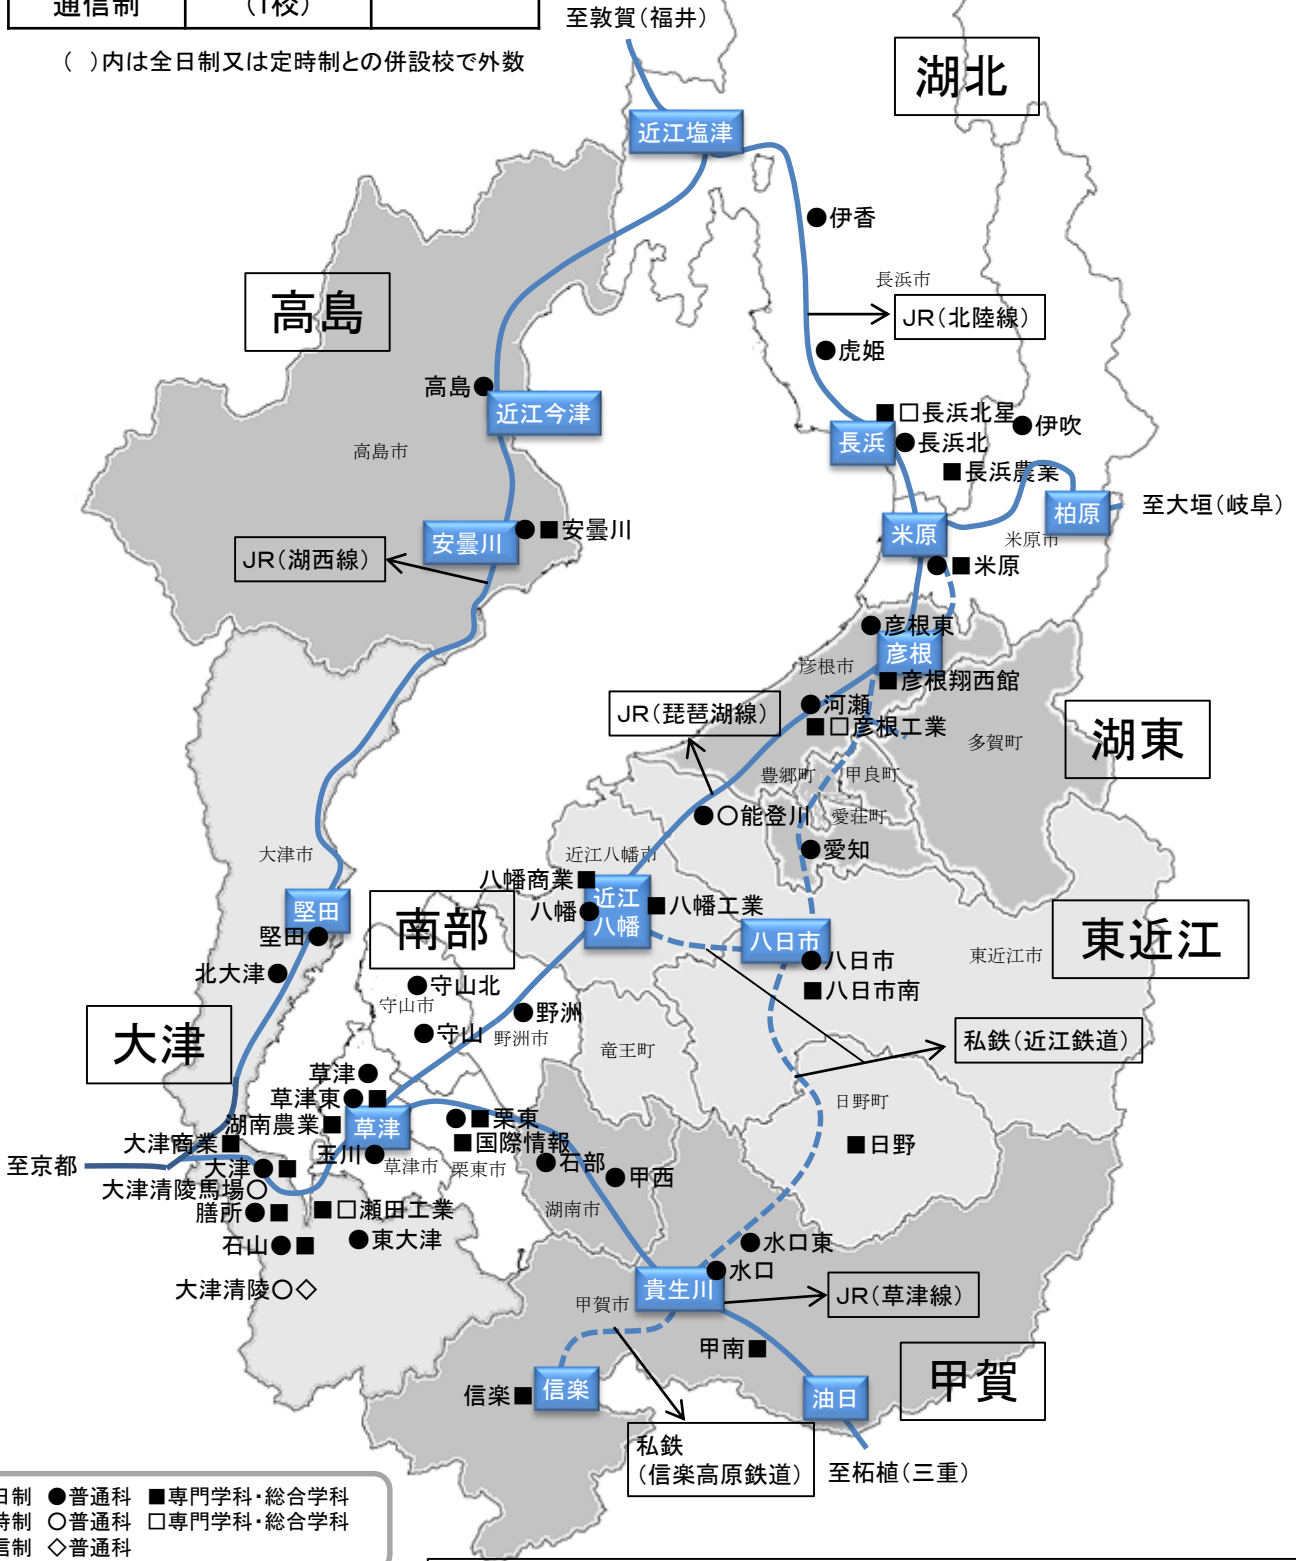 通信制
（1校）
（　）内は全日制又は定時制との併設校で外数
至敦賀（福井）
湖北
近江塩津
●伊香
長浜市
JR（北陸線）
●虎姫
高島
高島●
近江今津
高島市
■□長浜北星
長浜
●長浜北
●伊吹
■長浜農業
柏原
至大垣（岐阜）
米原
米原市
●■米原
安曇川
●■安曇川
JR（湖西線）
●彦根東
彦根
彦根市
■彦根翔西館
JR（琵琶湖線）
●河瀬
■□彦根工業
湖東
多賀町
豊郷町
甲良町
愛荘町
●○能登川
●愛知
大津市
近江八幡市
八幡商業■
近江
八幡
八幡●
■八幡工業
堅田
堅田●
南部
八日市
●八日市
■八日市南
東近江
東近江市
北大津●
●守山北
守山市
●守山
●野洲
野洲市
竜王町
大津
私鉄（近江鉄道）
草津●
草津東●■
湖南農業■
草津
玉川●
草津市
●■栗東
■国際情報
栗東市
日野町
■日野
大津商業■
至京都
大津●■
大津清陵馬場○
膳所●■
■□瀬田工業
石山●■
●東大津
大津清陵○◇
●石部
●甲西
湖南市
●水口東
●水口
貴生川
甲賀市
JR（草津線）
甲南■
甲賀
信楽■
信楽
油日
私鉄
（信楽高原鉄道）
至柘植（三重）
日制 ●普通科 ■専門学科・総合学科
時制 ○普通科 □専門学科・総合学科
信制 ◇普通科